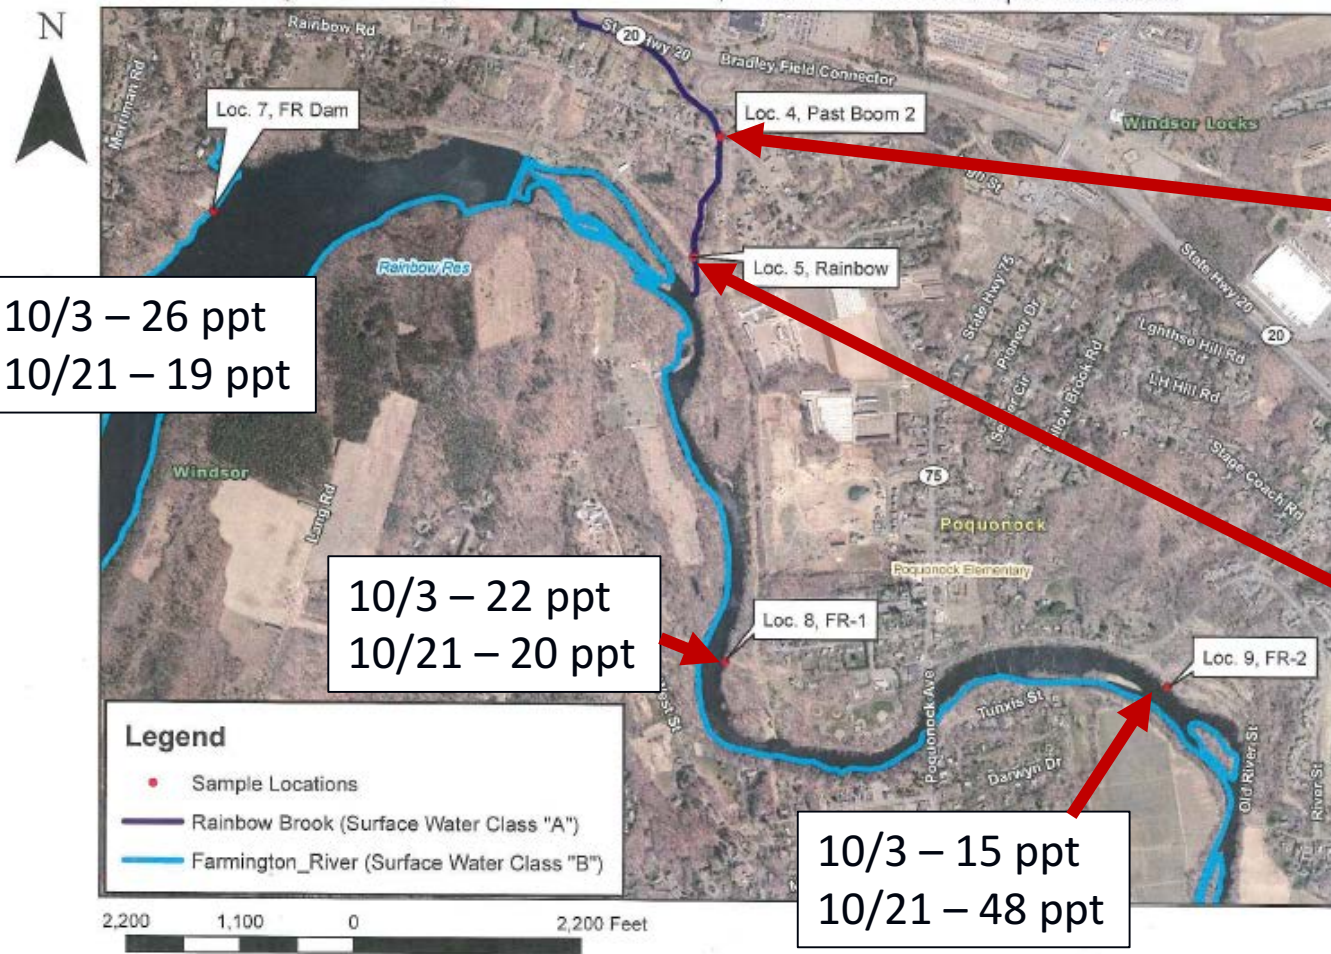 N
Rainbow Rd
20
Bradley Field Connector
Merriman Rd
Loc. 7, FR Dam
Loc. 4, Past Boom 2
Windsor Locks
Rainbow Res
Loc. 5, Rainbow
State Hwy 75
State Hwy 20
20
Pioneer Dr
10/3 – 26 ppt
10/21 – 19 ppt
Lghthse Hill Rd
LH Hill Rd
Stage Coach Rd
Windsor
Lang Rd
75
Poquonock
Poquonock Elementary
10/3 – 22 ppt
10/21 – 20 ppt
Loc. 8, FR-1
Loc. 9, FR-2
Poquonock Ave
Tunxis St
Darwyn Dr
Old River St
River St
Legend
Sample Locations
Rainbow Brook (Surface Water Class "A")
Farmington_River (Surface Water Class "B")
10/3 – 15 ppt
10/21 – 48 ppt
2,200 1,100 0 2,200 Feet